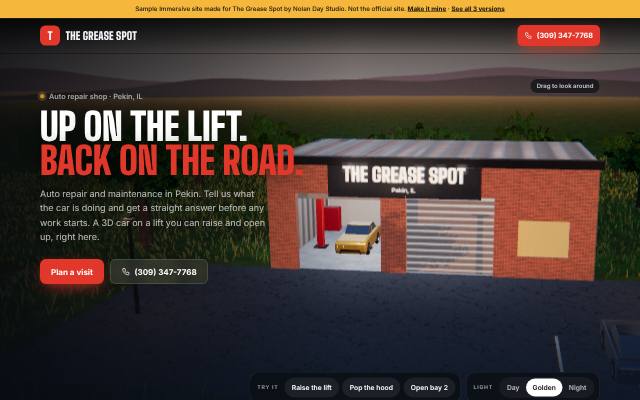 Sample Immersive site made for The Grease Spot by Nolan Day Studio. Not the official site. Make it mine · See all 3 versions
T THE GREASE SPOT
(309) 347-7768
Drag to look around
Auto repair shop · Pekin, IL
UP ON THE LIFT.
BACK ON THE ROAD.
Auto repair and maintenance in Pekin. Tell us what
the car is doing and get a straight answer before any
work starts. A 3D car on a lift you can raise and open
up, right here.
Plan a visit
(309) 347-7768
THE GREASE SPOT
Pekin, IL
TRY IT Raise the lift Pop the hood Open bay 2
LIGHT Day Golden Night